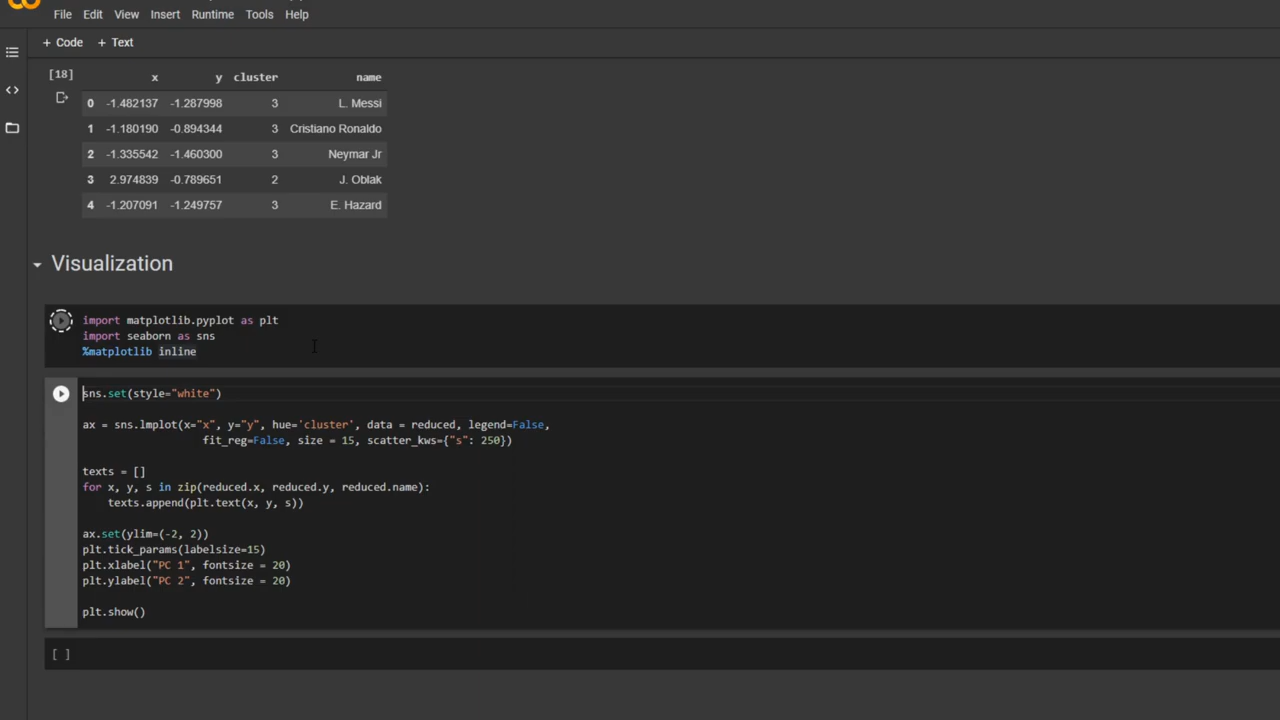 File Edit View Insert Runtime Tools Help
+ Code + Text
[18]
x y cluster name
0 -1.482137 -1.287998 3 L. Messi
1 -1.180190 -0.894344 3 Cristiano Ronaldo
2 -1.335542 -1.460300 3 Neymar Jr
3 2.974839 -0.789651 2 J. Oblak
4 -1.207091 -1.249757 3 E. Hazard
Visualization
import matplotlib.pyplot as plt
import seaborn as sns
%matplotlib inline
sns.set(style="white")
ax = sns.lmplot(x="x", y="y", hue='cluster', data = reduced, legend=False,
fit_reg=False, size = 15, scatter_kws={"s": 250})
texts = []
for x, y, s in zip(reduced.x, reduced.y, reduced.name):
texts.append(plt.text(x, y, s))
ax.set(ylim=(-2, 2))
plt.tick_params(labelsize=15)
plt.xlabel("PC 1", fontsize = 20)
plt.ylabel("PC 2", fontsize = 20)
plt.show()
[ ]